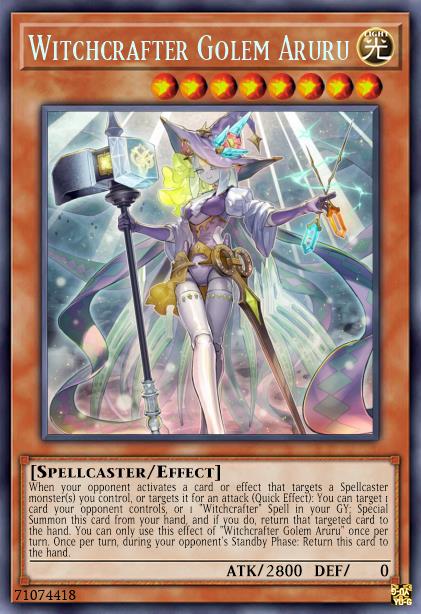 WITCHCRAFTER GOLEM ARURU
LIGHT
光
[SPELLCASTER/EFFECT]
When your opponent activates a card or effect that targets a Spellcaster
monster(s) you control, or targets it for an attack (Quick Effect): You can target 1
card your opponent controls, or 1 "Witchcrafter" Spell in your GY; Special
Summon this card from your hand, and if you do, return that targeted card to
the hand. You can only use this effect of "Witchcrafter Golem Aruru" once per
turn. Once per turn, during your opponent's Standby Phase: Return this card to
the hand.
ATK/2800 DEF/ 0
71074418